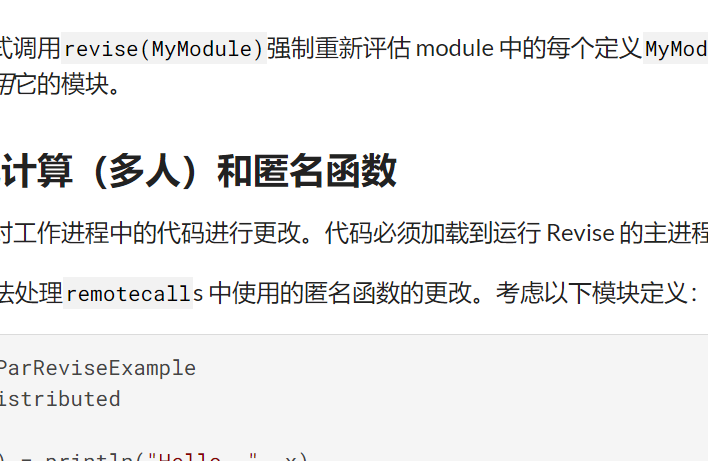 式调用revise(MyModule)强制重新评估 module 中的每个定义MyMod
用它的模块。
计算（多人）和匿名函数
对工作进程中的代码进行更改。代码必须加载到运行 Revise 的主进程
法处理remotecalls 中使用的匿名函数的更改。考虑以下模块定义：
ParReviseExample
istributed
) = println("Hello, ", x)